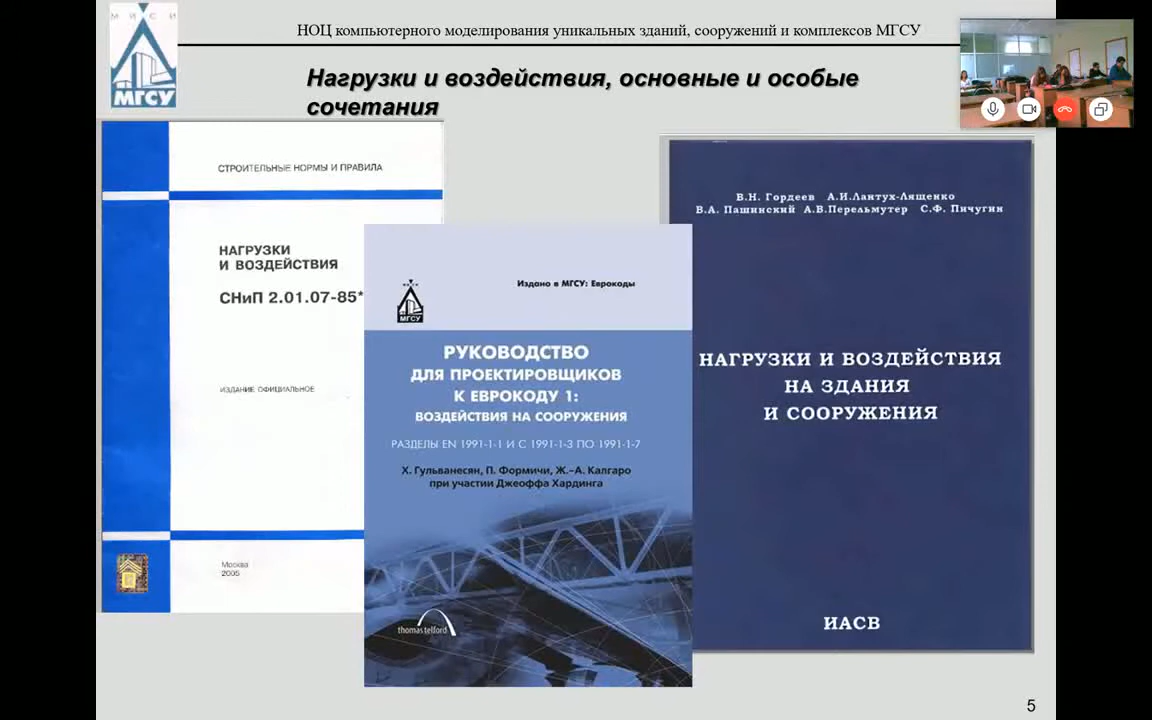 МИСИ
МГСУ
НОЦ компьютерного моделирования уникальных зданий, сооружений и комплексов МГСУ
Нагрузки и воздействия, основные и особые
сочетания
СТРОИТЕЛЬНЫЕ НОРМЫ И ПРАВИЛА
НАГРУЗКИ
И ВОЗДЕЙСТВИЯ
СНиП 2.01.07-85*
ИЗДАНИЕ ОФИЦИАЛЬНОЕ
Москва
2005
Издано в МГСУ: Еврокоды
МГСУ
РУКОВОДСТВО
ДЛЯ ПРОЕКТИРОВЩИКОВ
К ЕВРОКОДУ 1:
ВОЗДЕЙСТВИЯ НА СООРУЖЕНИЯ
РАЗДЕЛЫ EN 1991-1-1 И С 1991-1-3 ПО 1991-1-7
Х. Гульванесян, П. Формичи, Ж.-А. Калгаро
при участии Джеоффа Хардинга
thomas telford
В.Н. Гордеев А.И.Лантух-Лященко
В.А. Пашинский А.В.Перельмутер С.Ф. Пичугин
НАГРУЗКИ И ВОЗДЕЙСТВИЯ
НА ЗДАНИЯ
И СООРУЖЕНИЯ
ИАСВ
5